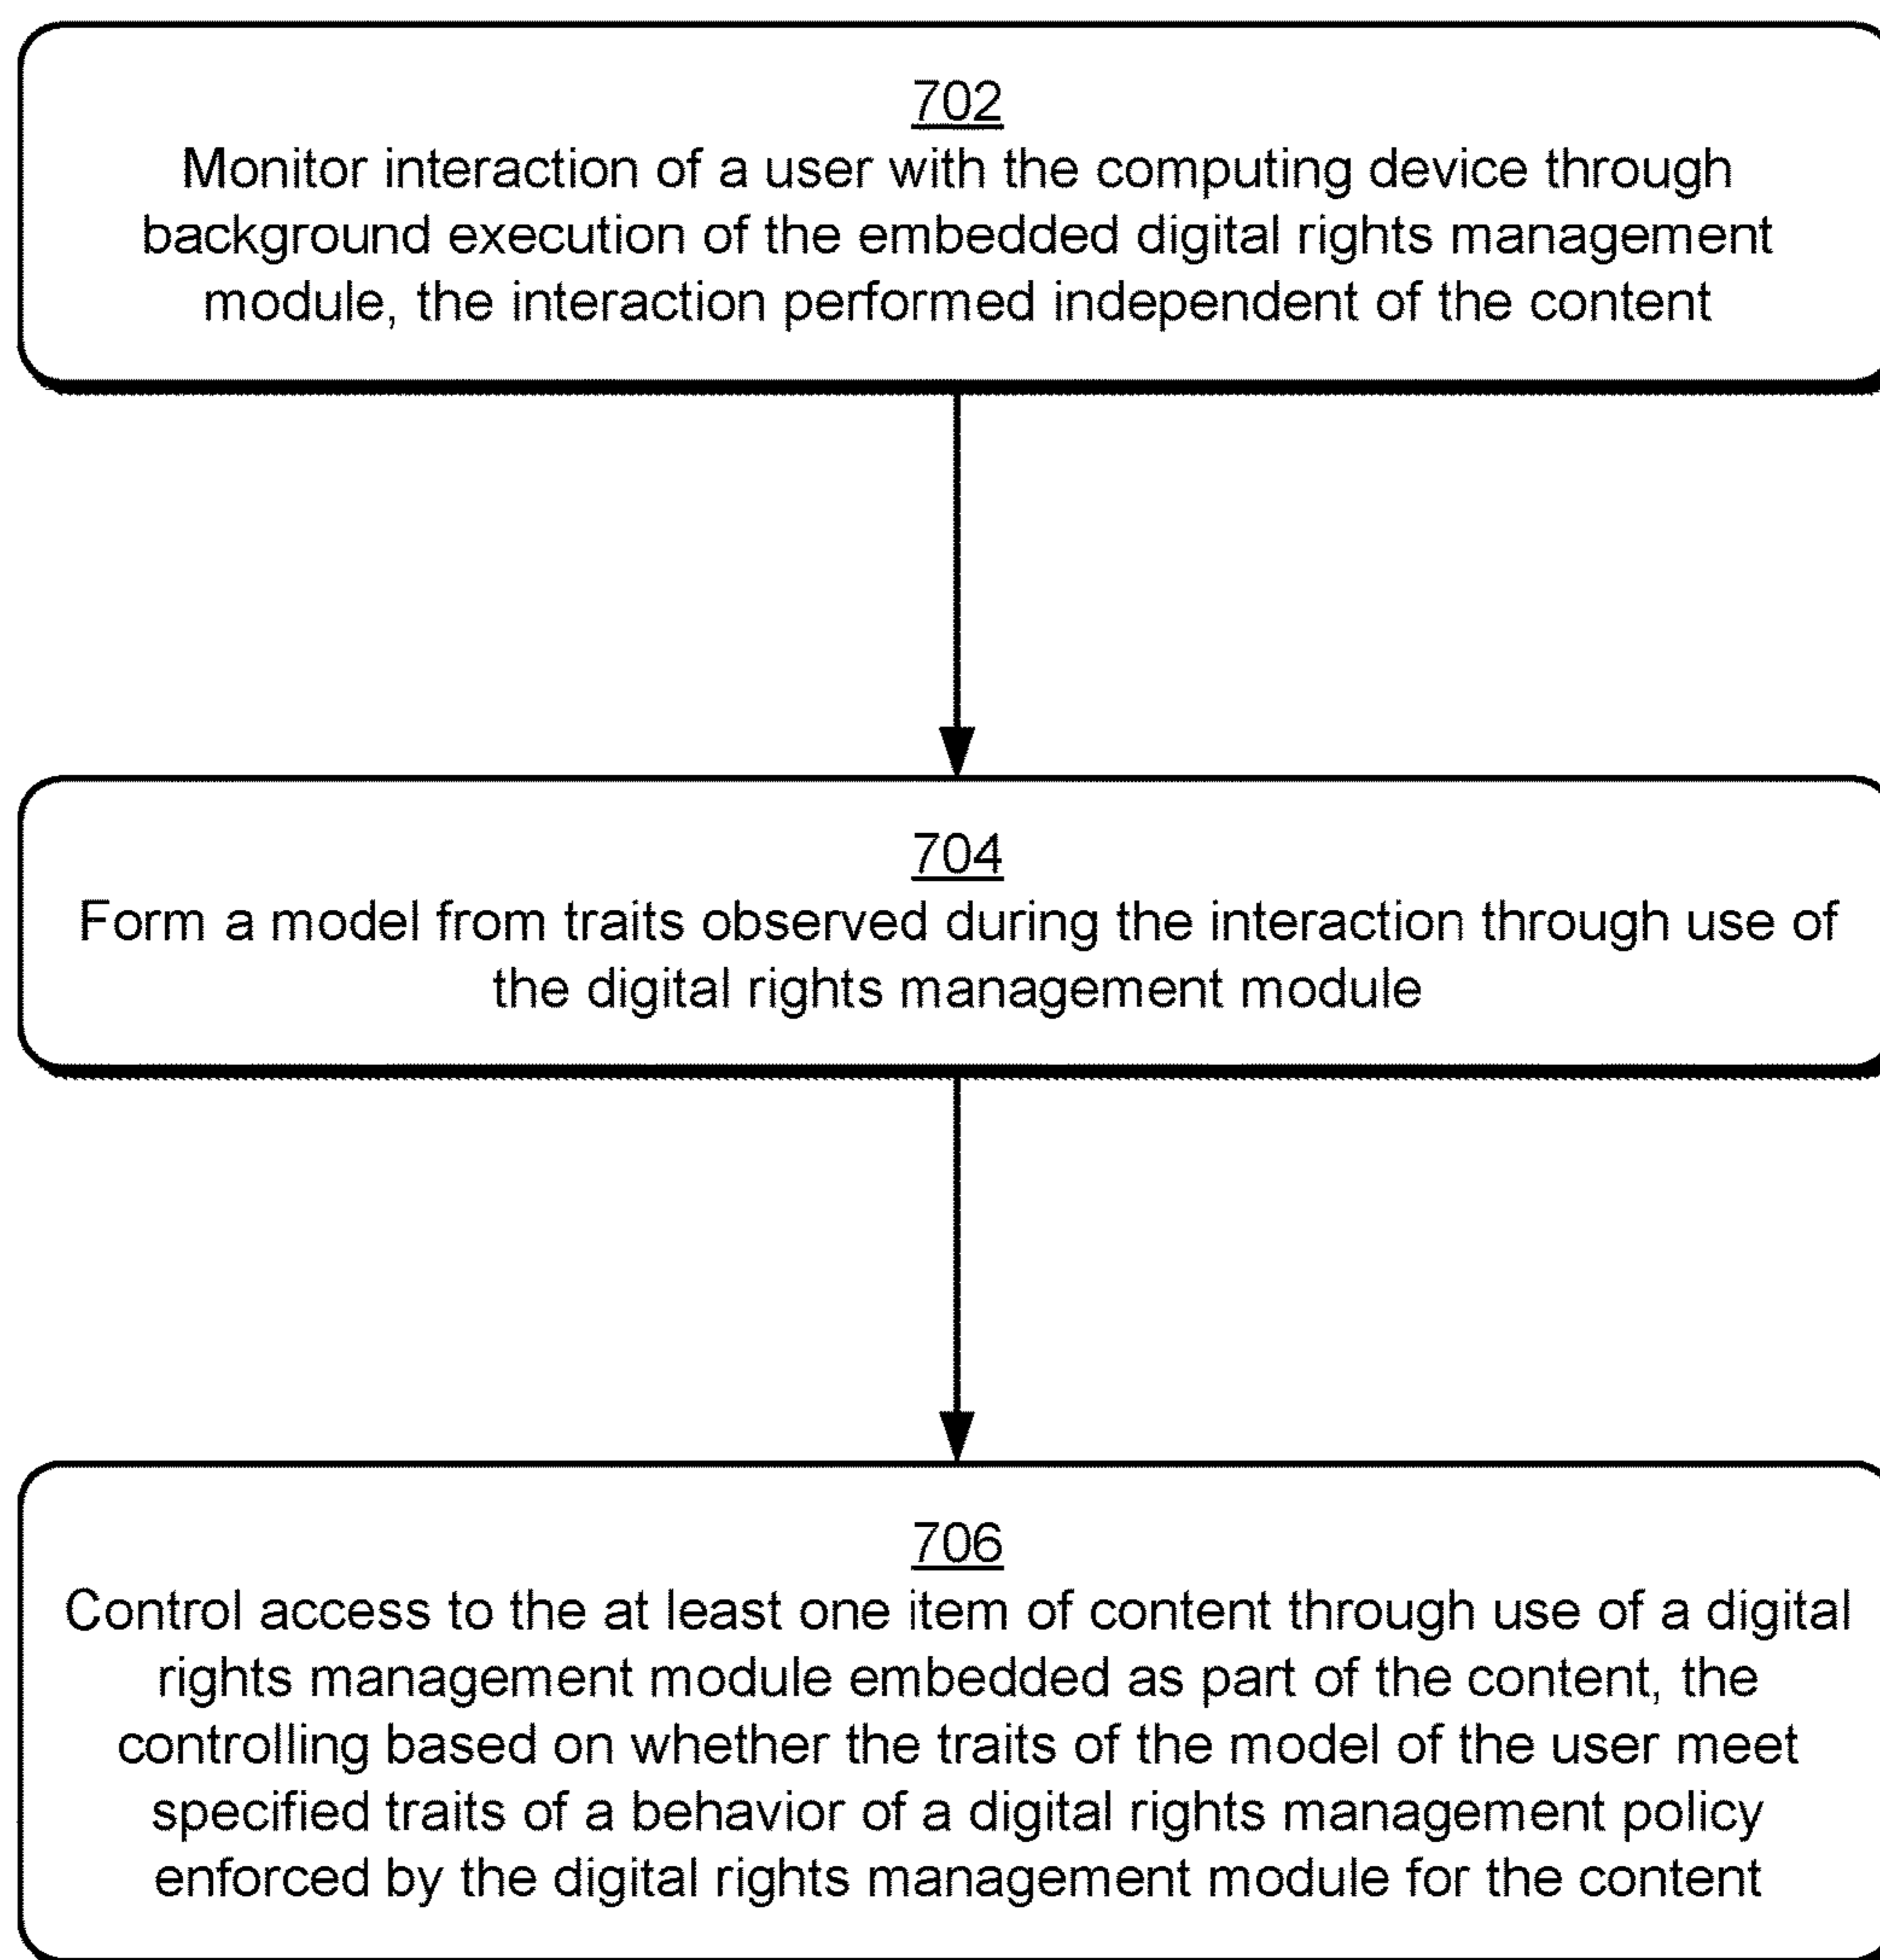 702
Monitor interaction of a user with the computing device through
background execution of the embedded digital rights management
module, the interaction performed independent of the content
704
Form a model from traits observed during the interaction through use of
the digital rights management module
706
Control access to the at least one item of content through use of a digital
rights management module embedded as part of the content, the
controlling based on whether the traits of the model of the user meet
specified traits of a behavior of a digital rights management policy
enforced by the digital rights management module for the content